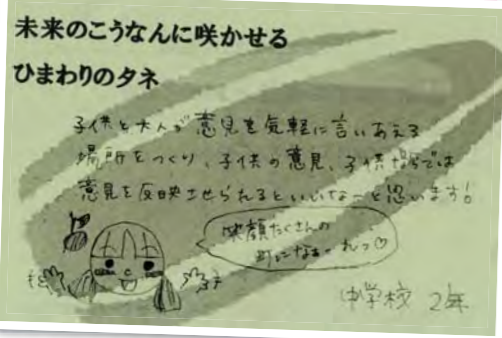 未来のこうなんに咲かせる
ひまわりのタネ
子供と大人が意見を気軽に言いあえる
場所をつくり、子供の意見、子供ならでは
意見を反映させられるといいな～と思います！
笑顔たくさんの
町になぁーれっ♡
中学校 2年